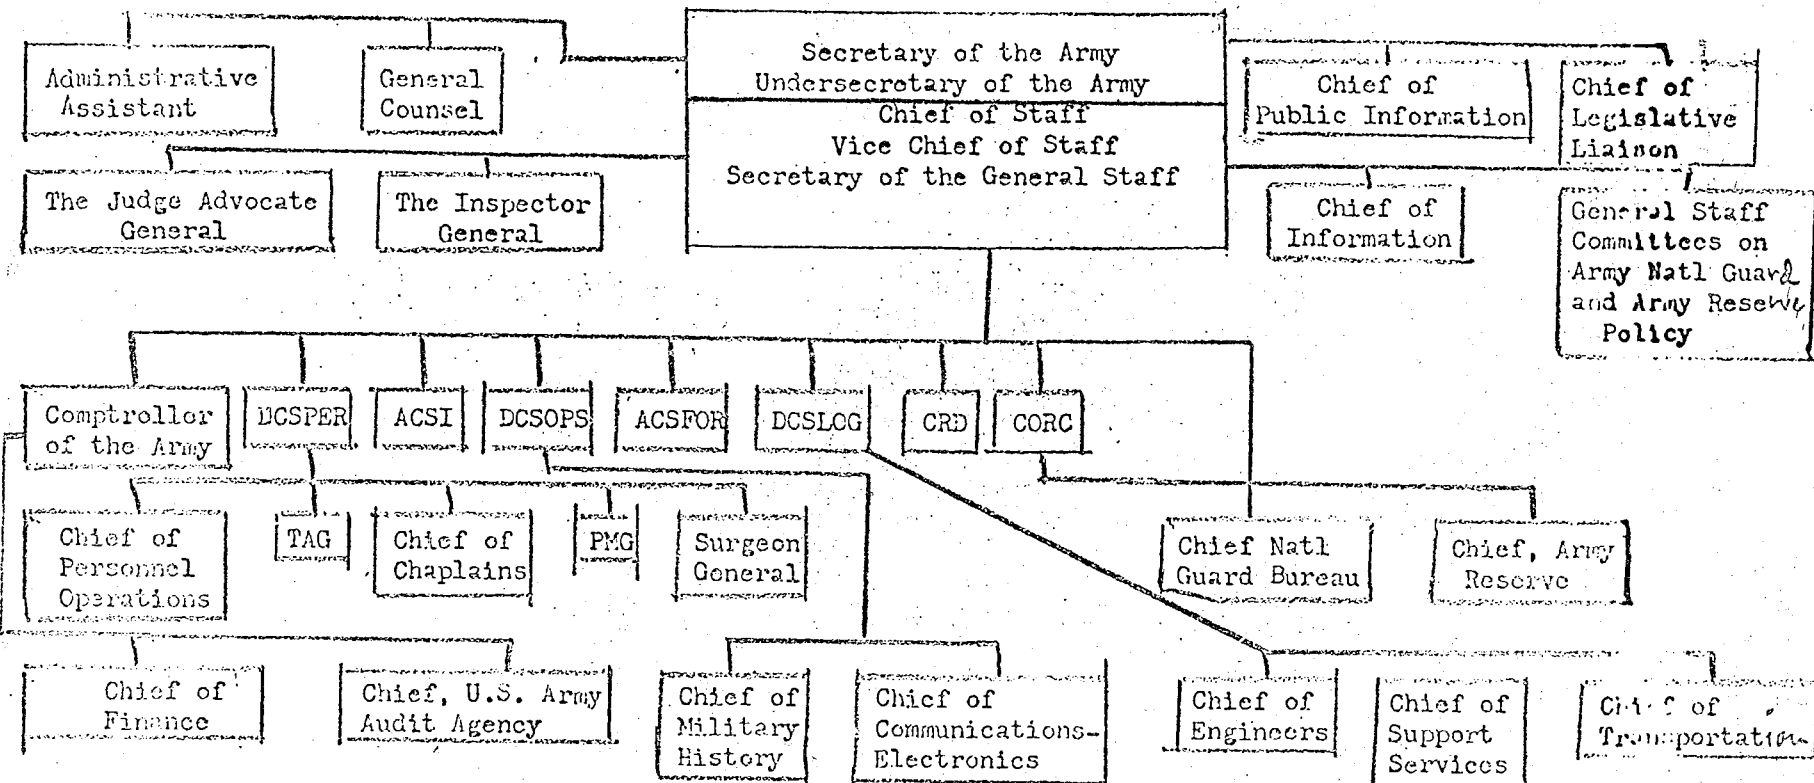 Administrative
Assistant
General
Counsel
Secretary of the Army
Undersecretary of the Army
Chief of Staff
Vice Chief of Staff
Secretary of the General Staff
Chief of
Public Information
Chief of
Legislative
Liaison
The Judge Advocate
General
The Inspector
General
Chief of
Information
General Staff
Committees on
Army Natl Guard
and Army Reserve
Policy
Comptroller
of the Army
DCSPER
ACSI
DCSOPS
ACSFOR
DCSLOG
CRD
CORC
Chief of
Personnel
Operations
TAG
Chief of
Chaplains
PMG
Surgeon
General
Chief Natl
Guard Bureau
Chief, Army
Reserve
Chief of
Finance
Chief, U.S. Army
Audit Agency
Chief of
Military
History
Chief of
Communications-
Electronics
Chief of
Engineers
Chief of
Support
Services
Chief of
Transportation